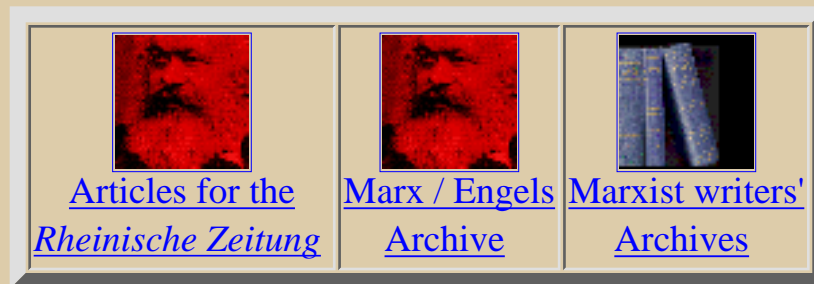 Articles for the
Rheinische Zeitung
Marx / Engels
Archive
Marxist writers'
Archives